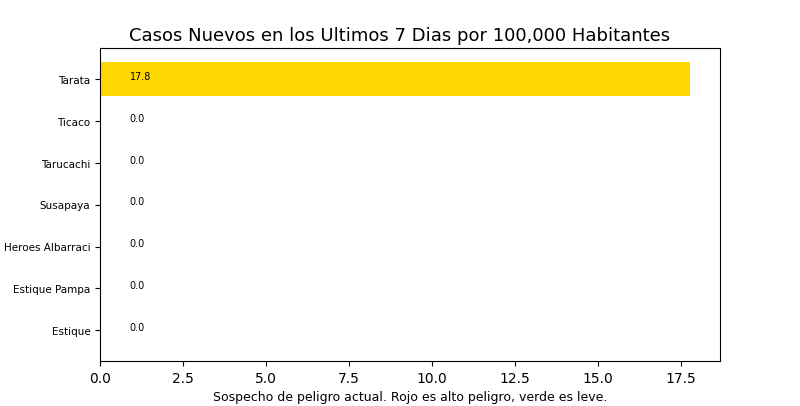 Casos Nuevos en los Ultimos 7 Dias por 100,000 Habitantes
Tarata 17.8
Ticaco 0.0
Tarucachi 0.0
Susapaya 0.0
Heroes Albarraci 0.0
Estique Pampa 0.0
Estique 0.0
0.0 2.5 5.0 7.5 10.0 12.5 15.0 17.5
Sospecho de peligro actual. Rojo es alto peligro, verde es leve.